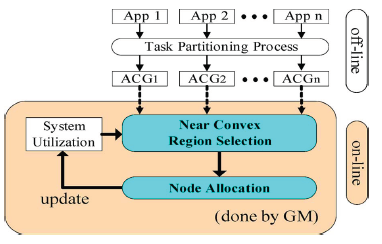 App 1 App 2 ••• App n
Task Partitioning Process
ACG1 ACG2 ••• ACGn
off-line
System
Utilization
Near Convex
Region Selection
on-line
Node Allocation
update
(done by GM)